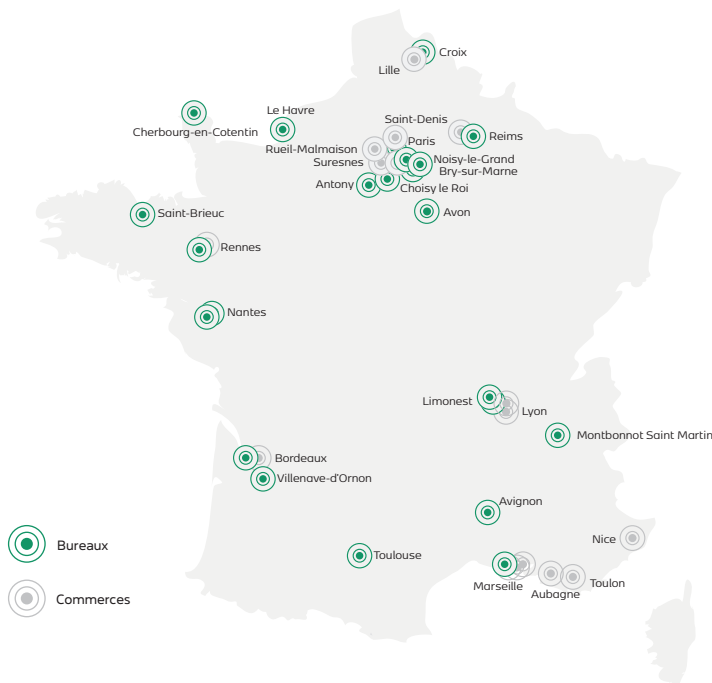 Croix
Lille
Le Havre
Cherbourg-en-Cotentin
Saint-Denis
Paris
Reims
Rueil-Malmaison
Suresnes
Noisy-le-Grand
Bry-sur-Marne
Antony
Choisy le Roi
Saint-Brieuc
Avon
Rennes
Nantes
Limonest
Lyon
Montbonnot Saint Martin
Bordeaux
Villenave-d'Ornon
Avignon
Nice
Bureaux
Toulouse
Marseille
Toulon
Aubagne
Commerces